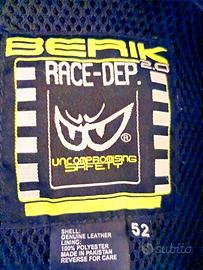 BERIK
2.0
RACE-DEP.
®
UNCOMPROMISING
SAFETY
SHELL:
GENUINE LEATHER
LINING:
100% POLYESTER
MADE IN PAKISTAN
REVERSE FOR CARE
52
subito